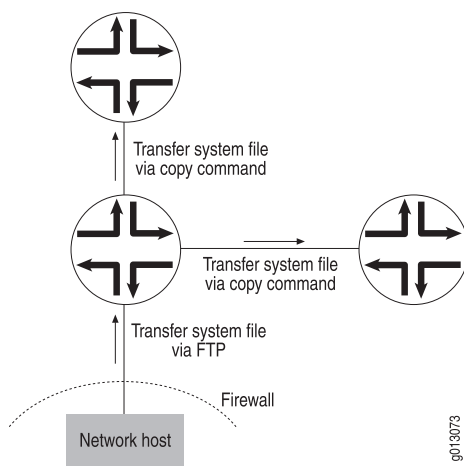 Transfer system file
via copy command
Transfer system file
via copy command
Transfer system file
via FTP
Firewall
Network host
g013073